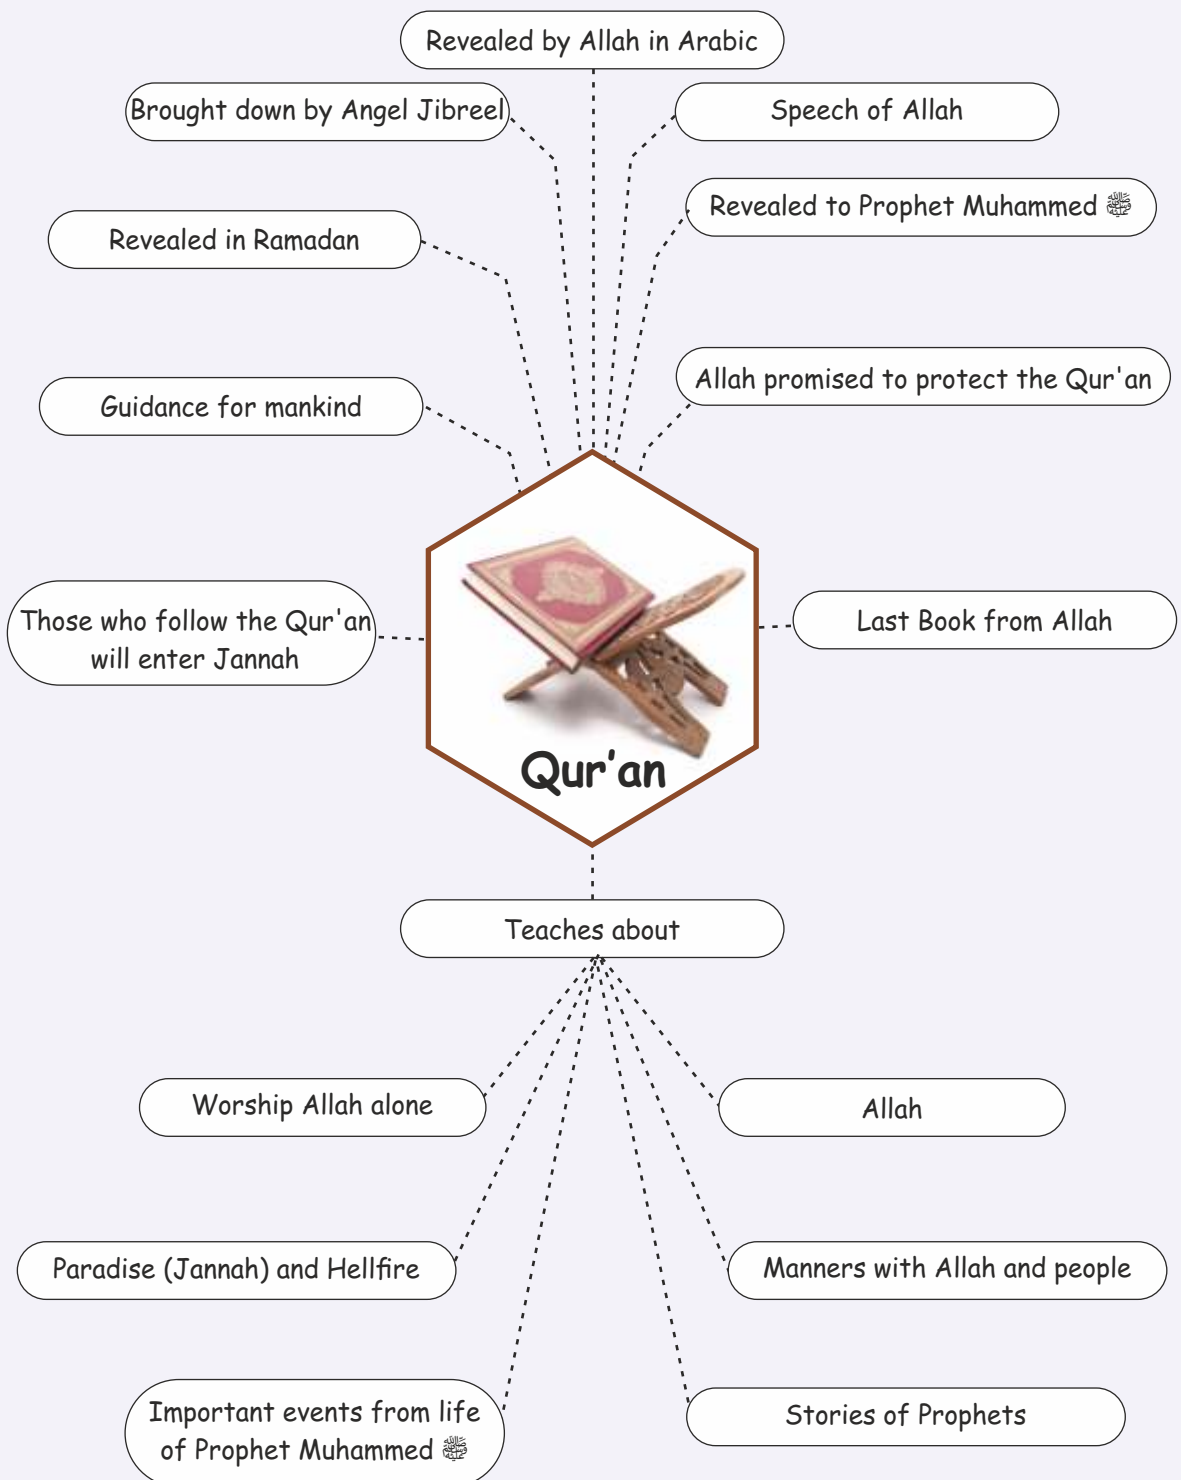 Revealed by Allah in Arabic
Brought down by Angel Jibreel
Speech of Allah
Revealed to Prophet Muhammed ﷺ
Revealed in Ramadan
Allah promised to protect the Qur'an
Guidance for mankind
Those who follow the Qur'an
will enter Jannah
Last Book from Allah
Qur'an
Teaches about
Worship Allah alone
Allah
Paradise (Jannah) and Hellfire
Manners with Allah and people
Important events from life
of Prophet Muhammed ﷺ
Stories of Prophets